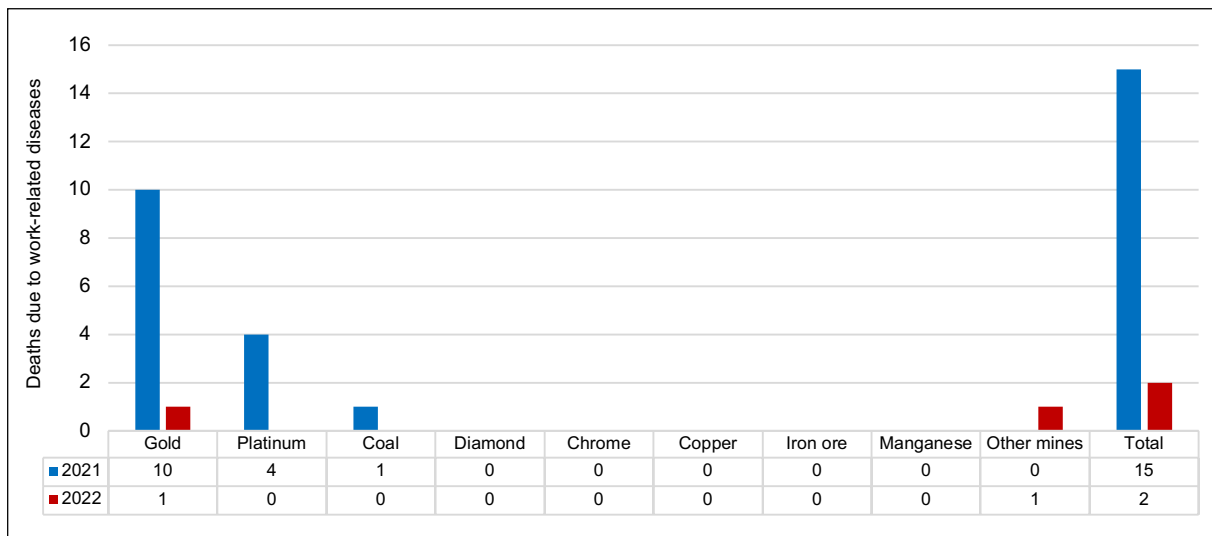 Deaths due to work-related diseases
16
14
12
10
8
6
4
2
0
Gold Platinum Coal Diamond Chrome Copper Iron ore Manganese Other mines Total
2021 10 4 1 0 0 0 0 0 0 15
2022 1 0 0 0 0 0 0 0 1 2